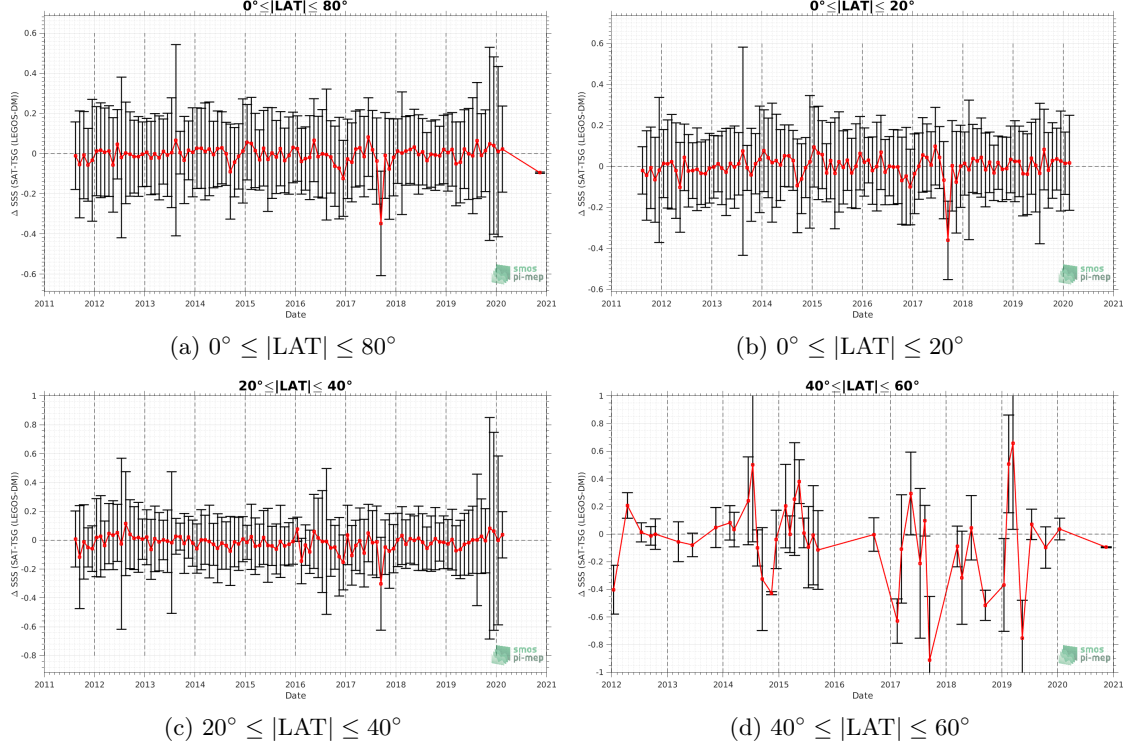 0°≤|LAT|≤ 80°
Δ SSS (SAT-TSG (LEGOS-DM))
0.6
0.4
0.2
0
-0.2
-0.4
-0.6
2011 2012 2013 2014 2015 2016 2017 2018 2019 2020 2021
Date
smos
pi-mep
(a) 0° ≤ |LAT| ≤ 80°
0°≤|LAT|≤ 20°
Δ SSS (SAT-TSG (LEGOS-DM))
0.6
0.4
0.2
0
-0.2
-0.4
-0.6
2011 2012 2013 2014 2015 2016 2017 2018 2019 2020 2021
Date
smos
pi-mep
(b) 0° ≤ |LAT| ≤ 20°
20°≤|LAT|≤ 40°
Δ SSS (SAT-TSG (LEGOS-DM))
1
0.8
0.6
0.4
0.2
0
-0.2
-0.4
-0.6
-0.8
2011 2012 2013 2014 2015 2016 2017 2018 2019 2020 2021
Date
smos
pi-mep
(c) 20° ≤ |LAT| ≤ 40°
40°≤|LAT|≤ 60°
Δ SSS (SAT-TSG (LEGOS-DM))
1
0.8
0.6
0.4
0.2
0
-0.2
-0.4
-0.6
-0.8
-1
2012 2013 2014 2015 2016 2017 2018 2019 2020 2021
Date
smos
pi-mep
(d) 40° ≤ |LAT| ≤ 60°